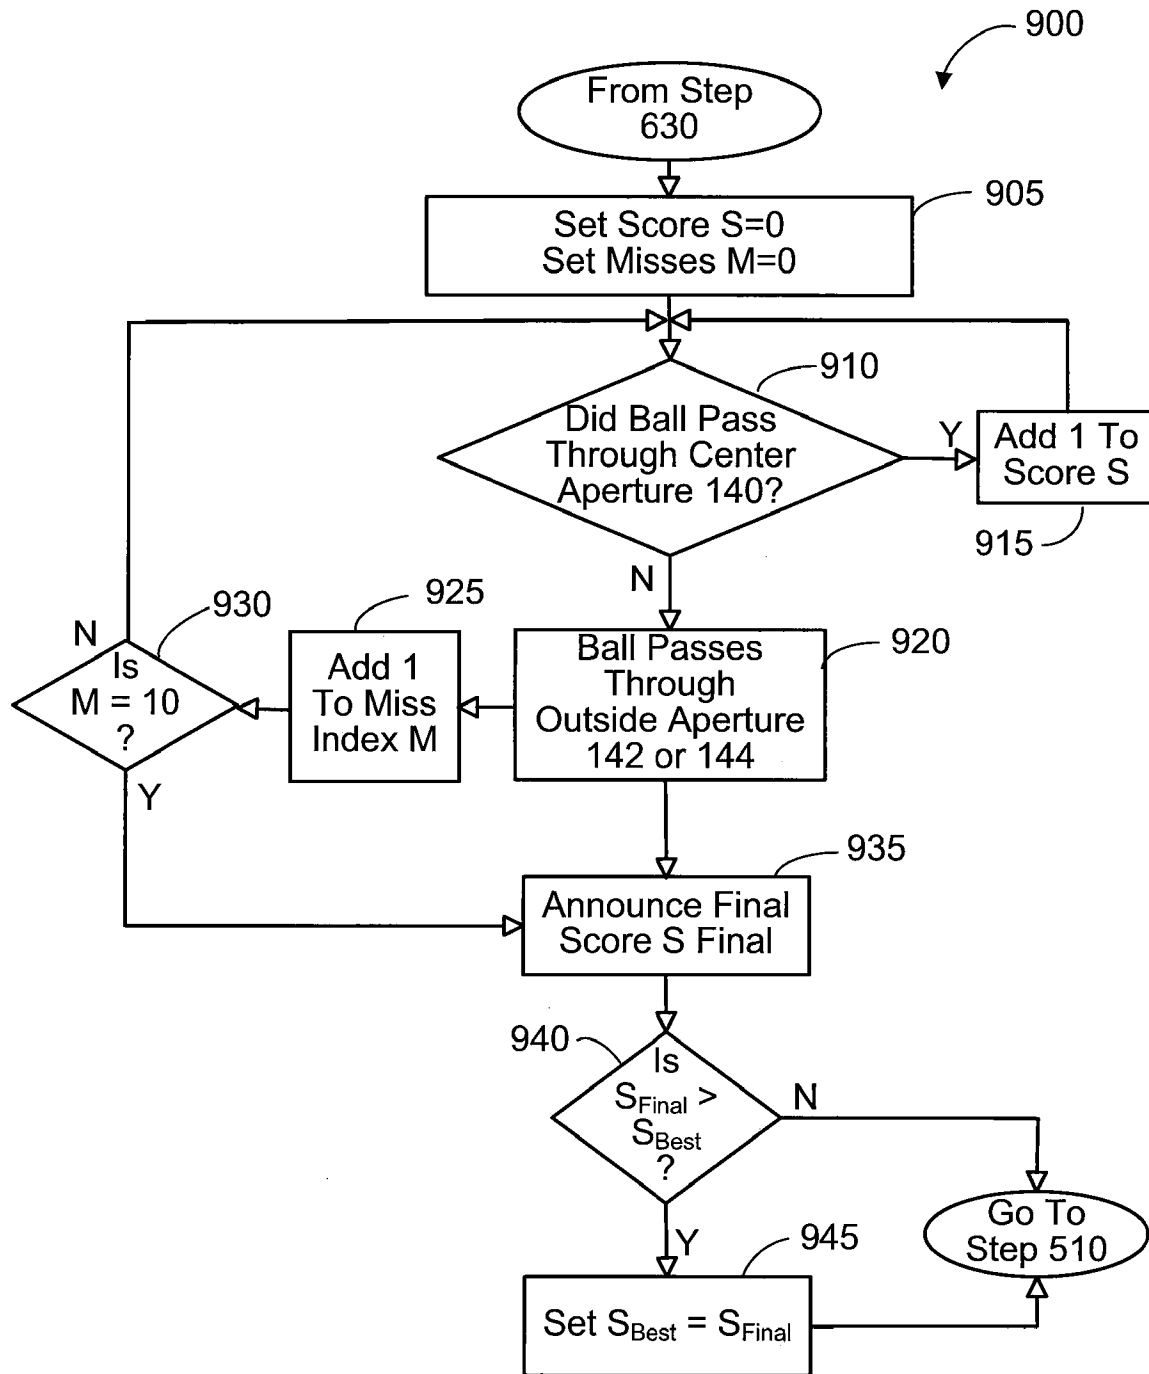 900
From Step
630
905
Set Score S=0
Set Misses M=0
910
Did Ball Pass
Through Center
Aperture 140?
Y
Add 1 To
Score S
915
N
930
N
Is
M = 10
?
Y
925
Add 1
To Miss
Index M
920
Ball Passes
Through
Outside Aperture
142 or 144
935
Announce Final
Score S Final
940
Is
SFinal >
SBest
?
N
Y
945
Set SBest = SFinal
Go To
Step 510